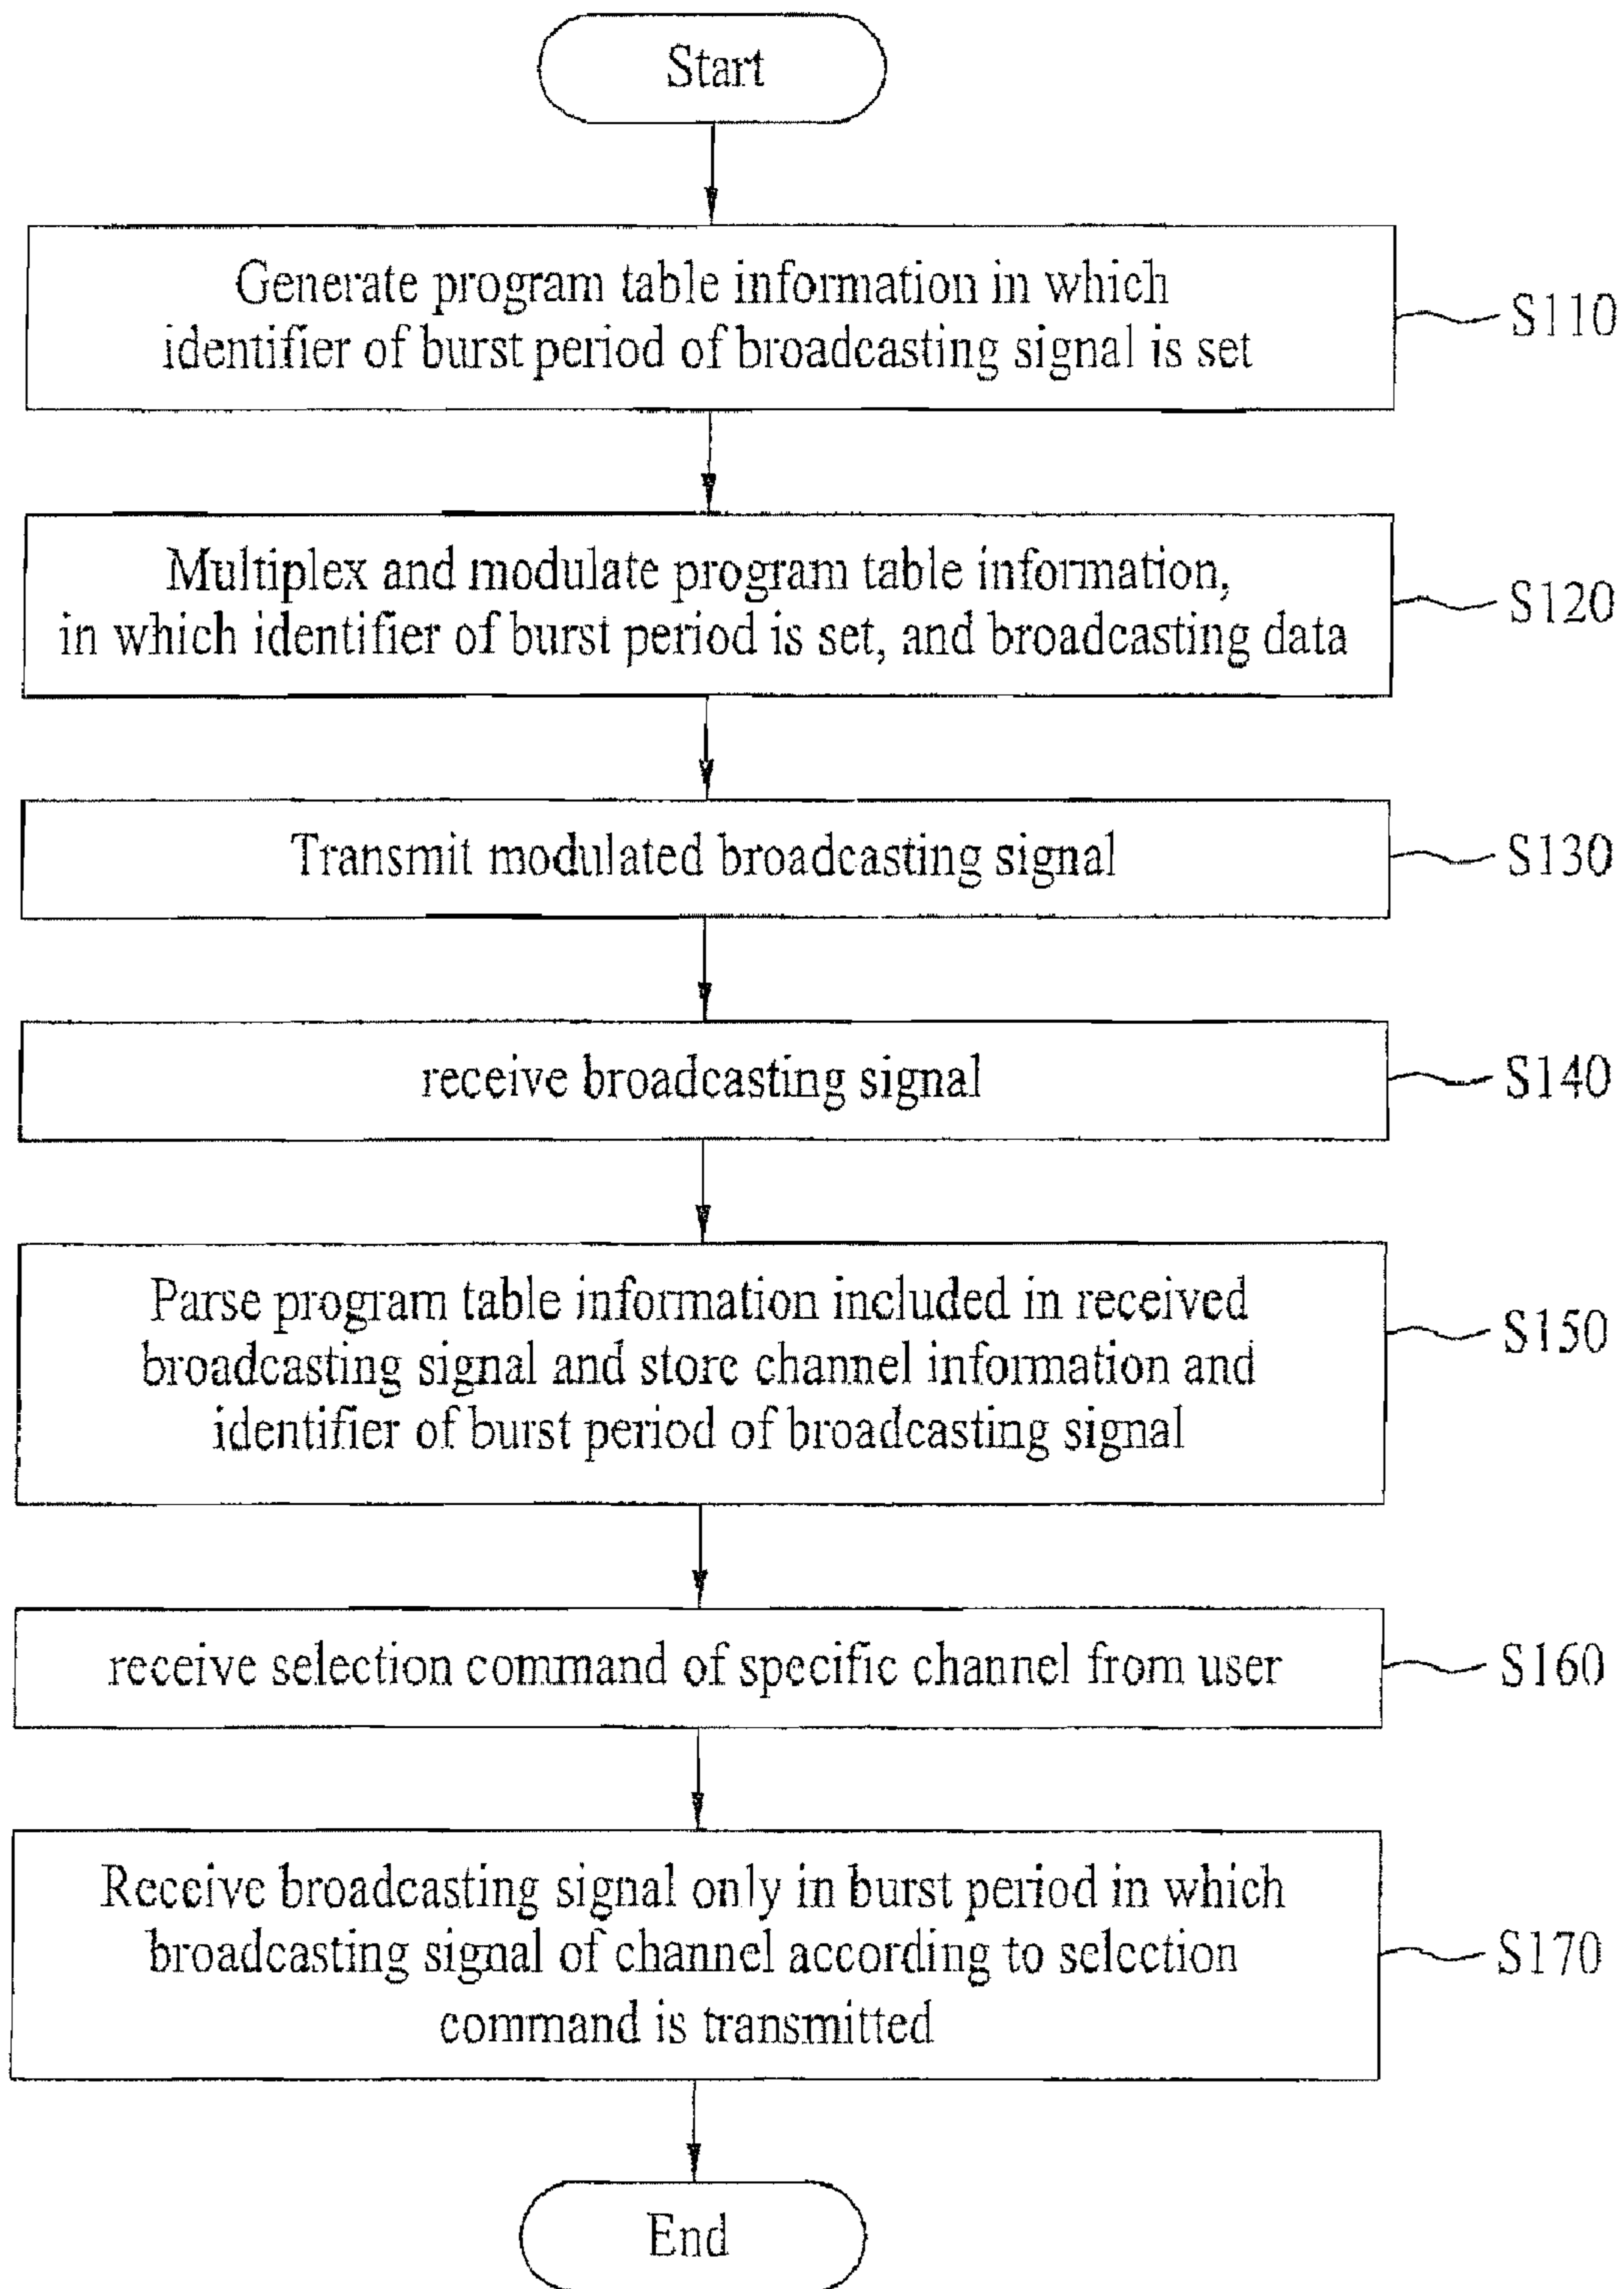 Start
Generate program table information in which
identifier of burst period of broadcasting signal is set
S110
Multiplex and modulate program table information,
in which identifier of burst period is set, and broadcasting data
S120
Transmit modulated broadcasting signal
S130
receive broadcasting signal
S140
Parse program table information included in received
broadcasting signal and store channel information and
identifier of burst period of broadcasting signal
S150
receive selection command of specific channel from user
S160
Receive broadcasting signal only in burst period in which
broadcasting signal of channel according to selection
command is transmitted
S170
End